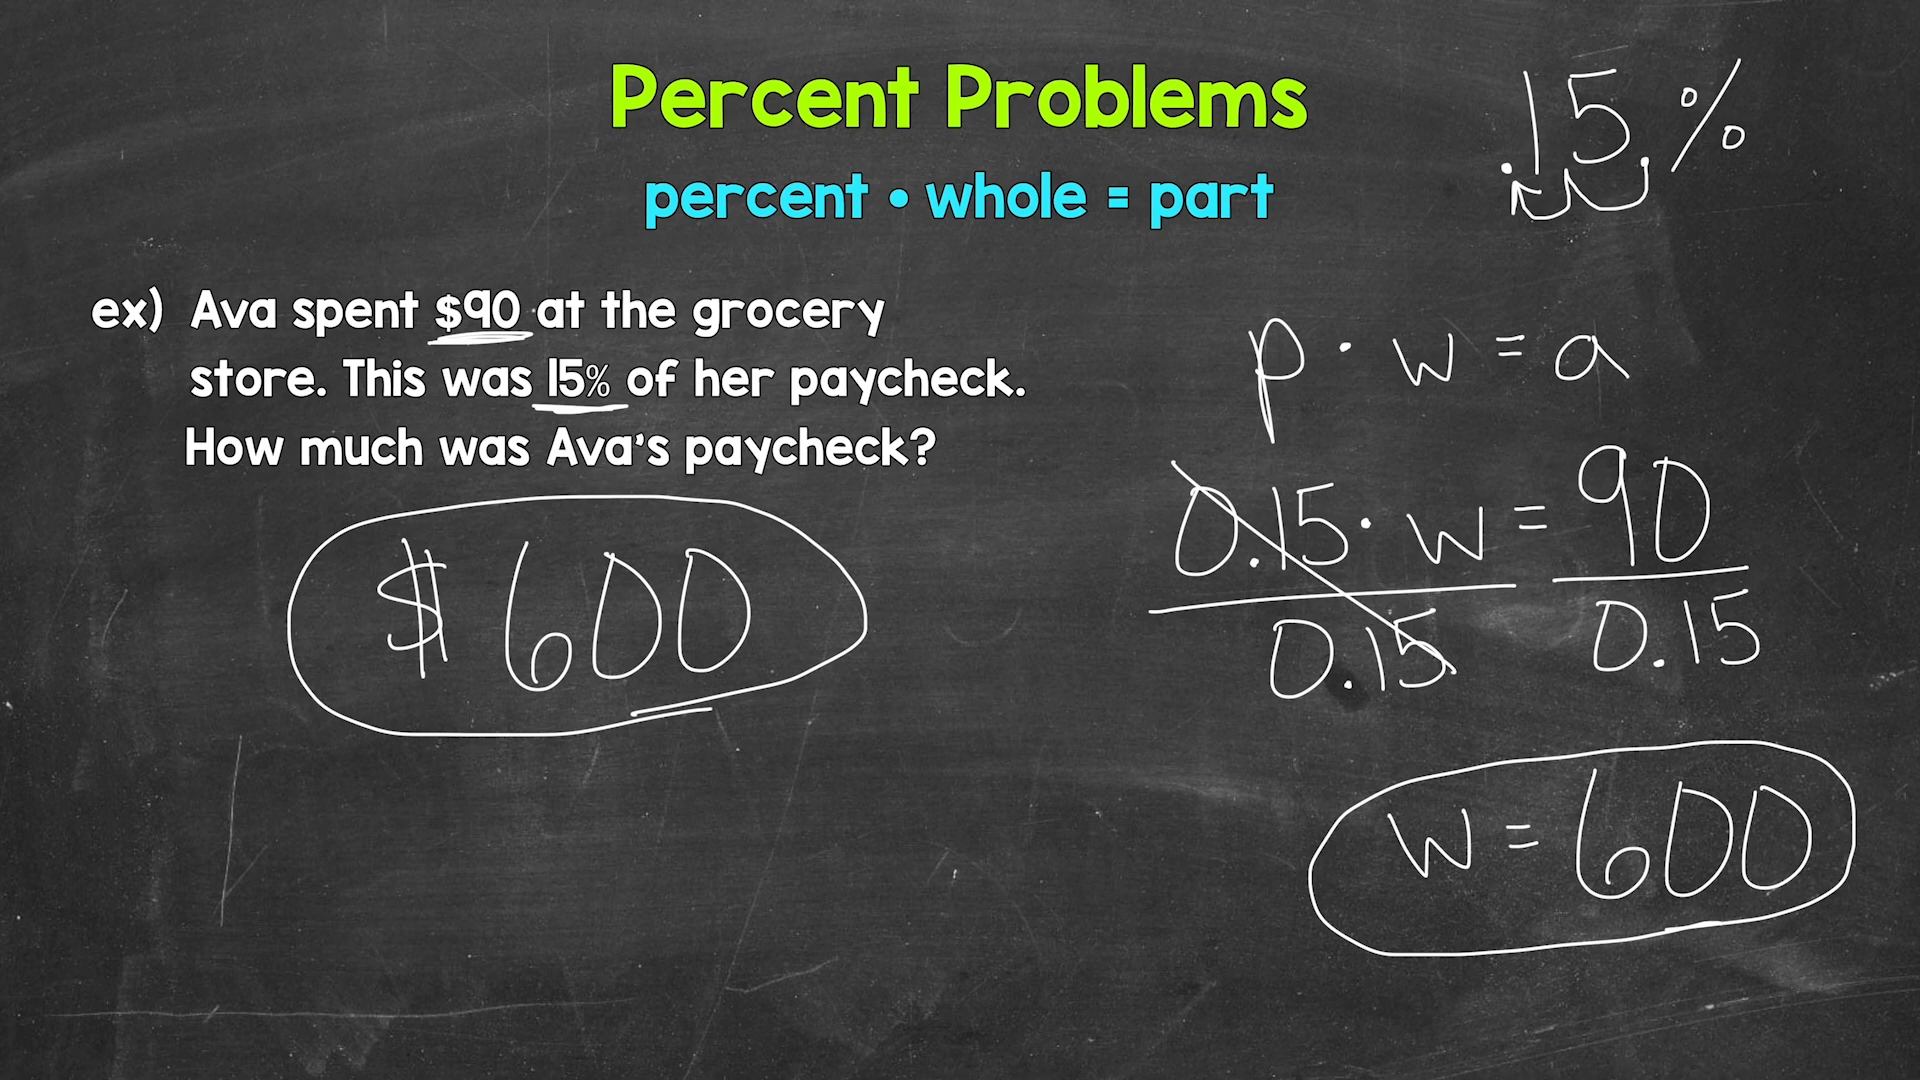 Percent Problems
percent • whole = part
.15.%
ex) Ava spent $90 at the grocery
store. This was 15% of her paycheck.
How much was Ava's paycheck?
$600
p · w = a
0.15 · w = 90
0.15 0.15
w = 600